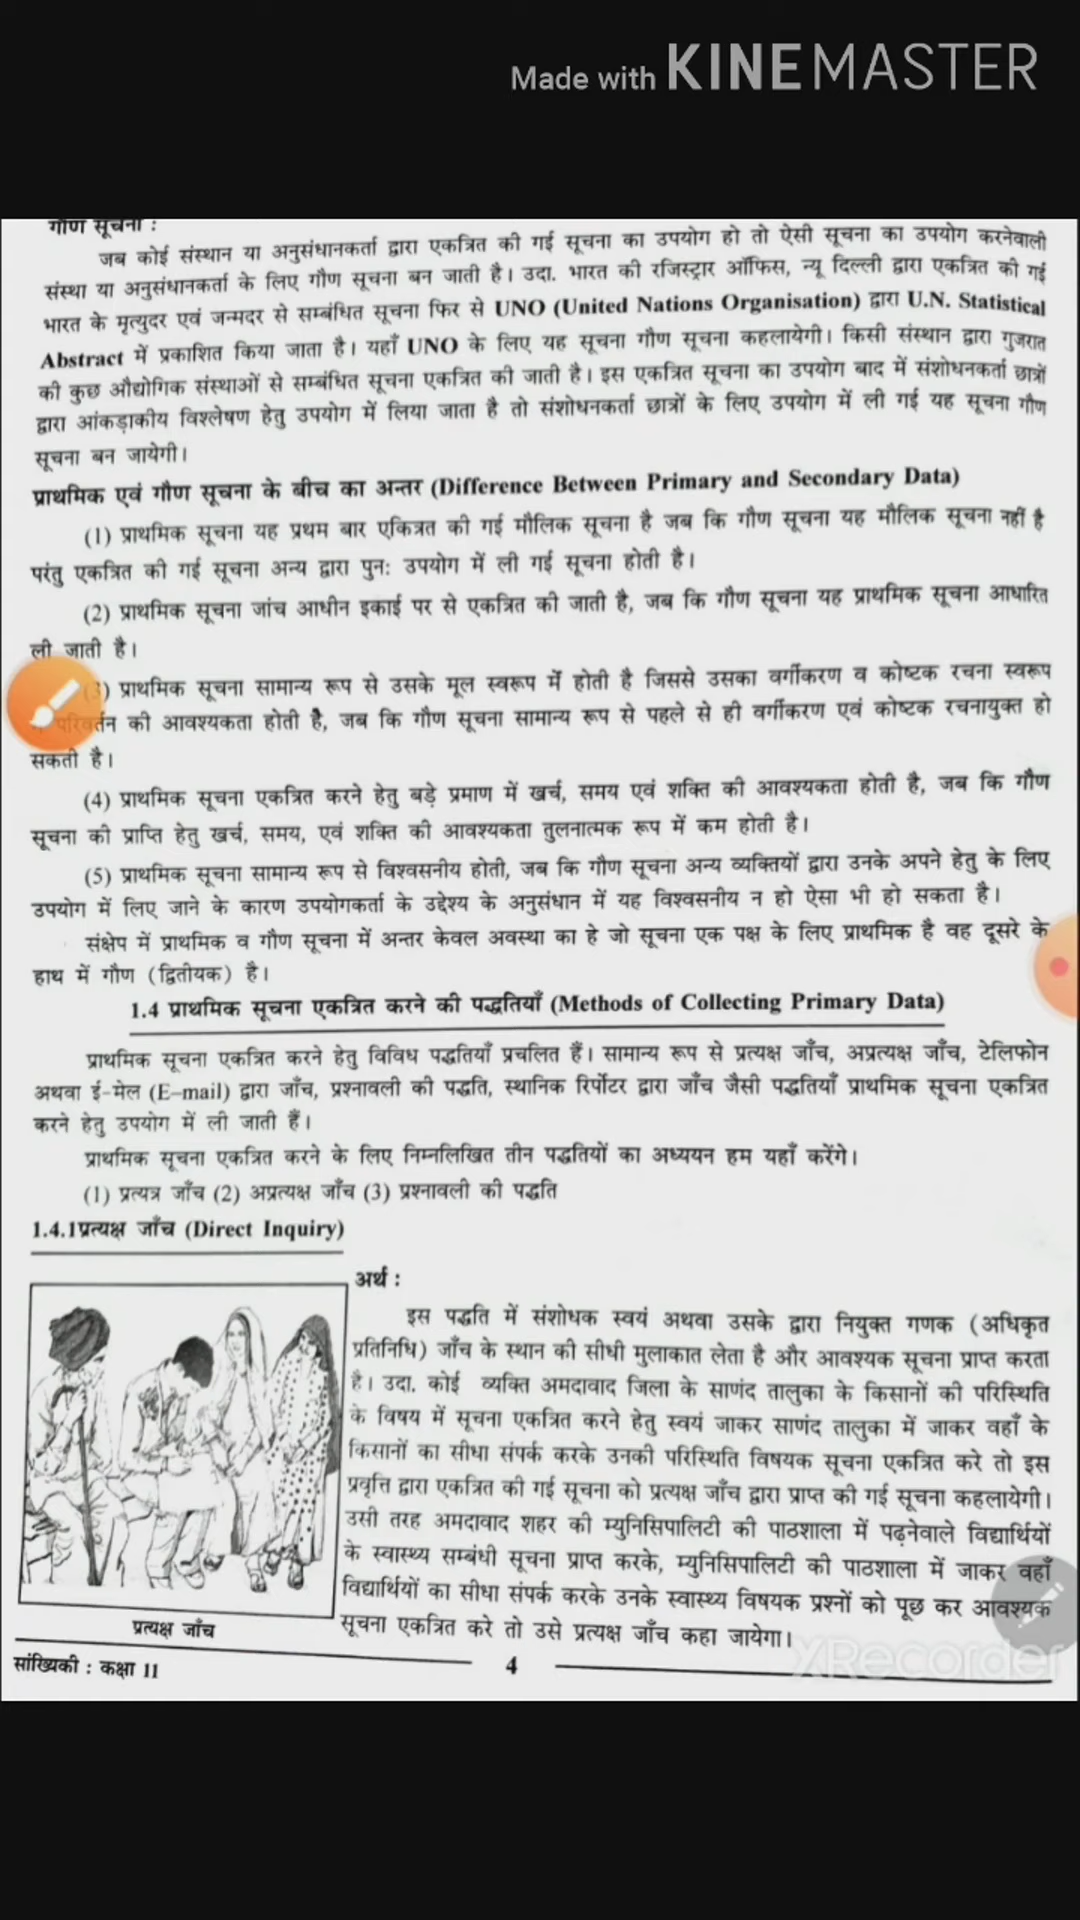 Made with KINEMASTER
गौण सूचना :
जब कोई संस्थान या अनुसंधानकर्ता द्वारा एकत्रित की गई सूचना का उपयोग हो तो ऐसी सूचना का उपयोग करनेवाली
संस्था या अनुसंधानकर्ता के लिए गौण सूचना बन जाती है। उदा. भारत की रजिस्ट्रार ऑफिस, न्यू दिल्ली द्वारा एकत्रित की गई
भारत के मृत्युदर एवं जन्मदर से सम्बंधित सूचना फिर से UNO (United Nations Organisation) द्वारा U.N. Statistical
Abstract में प्रकाशित किया जाता है। यहाँ UNO के लिए यह सूचना गौण सूचना कहलायेगी। किसी संस्थान द्वारा गुजरात
की कुछ औद्योगिक संस्थाओं से सम्बंधित सूचना एकत्रित की जाती है। इस एकत्रित सूचना का उपयोग बाद में संशोधनकर्ता छात्रों
द्वारा आंकड़ाकीय विश्लेषण हेतु उपयोग में लिया जाता है तो संशोधनकर्ता छात्रों के लिए उपयोग में ली गई यह सूचना गौण
सूचना बन जायेगी।
प्राथमिक एवं गौण सूचना के बीच का अन्तर (Difference Between Primary and Secondary Data)
(1) प्राथमिक सूचना यह प्रथम बार एकित्रत की गई मौलिक सूचना है जब कि गौण सूचना यह मौलिक सूचना नहीं है
परंतु एकत्रित की गई सूचना अन्य द्वारा पुनः उपयोग में ली गई सूचना होती है।
(2) प्राथमिक सूचना जांच आधीन इकाई पर से एकत्रित की जाती है, जब कि गौण सूचना यह प्राथमिक सूचना आधारित
ली जाती है।
3) प्राथमिक सूचना सामान्य रूप से उसके मूल स्वरूप में होती है जिससे उसका वर्गीकरण व कोष्टक रचना स्वरूप
परिवर्तन की आवश्यकता होती है, जब कि गौण सूचना सामान्य रूप से पहले से ही वर्गीकरण एवं कोष्टक रचनायुक्त हो
सकती है।
(4) प्राथमिक सूचना एकत्रित करने हेतु बड़े प्रमाण में खर्च, समय एवं शक्ति की आवश्यकता होती है, जब कि गौण
सूचना की प्राप्ति हेतु खर्च, समय, एवं शक्ति की आवश्यकता तुलनात्मक रूप में कम होती है।
(5) प्राथमिक सूचना सामान्य रूप से विश्वसनीय होती, जब कि गौण सूचना अन्य व्यक्तियों द्वारा उनके अपने हेतु के लिए
उपयोग में लिए जाने के कारण उपयोगकर्ता के उद्देश्य के अनुसंधान में यह विश्वसनीय न हो ऐसा भी हो सकता है।
संक्षेप में प्राथमिक व गौण सूचना में अन्तर केवल अवस्था का हे जो सूचना एक पक्ष के लिए प्राथमिक है वह दूसरे के
हाथ में गौण (द्वितीयक) है।
1.4 प्राथमिक सूचना एकत्रित करने की पद्धतियाँ (Methods of Collecting Primary Data)
प्राथमिक सूचना एकत्रित करने हेतु विविध पद्धतियाँ प्रचलित हैं। सामान्य रूप से प्रत्यक्ष जाँच, अप्रत्यक्ष जाँच, टेलिफोन
अथवा ई-मेल (E-mail) द्वारा जाँच, प्रश्नावली की पद्धति, स्थानिक रिर्पोटर द्वारा जाँच जैसी पद्धतियाँ प्राथमिक सूचना एकत्रित
करने हेतु उपयोग में ली जाती हैं।
प्राथमिक सूचना एकत्रित करने के लिए निम्नलिखित तीन पद्धतियों का अध्ययन हम यहाँ करेंगे।
(1) प्रत्यत्र जाँच (2) अप्रत्यक्ष जाँच (3) प्रश्नावली की पद्धति
1.4.1प्रत्यक्ष जाँच (Direct Inquiry)
अर्थ :
इस पद्धति में संशोधक स्वयं अथवा उसके द्वारा नियुक्त गणक (अधिकृत
प्रतिनिधि) जाँच के स्थान की सीधी मुलाकात लेता है और आवश्यक सूचना प्राप्त करता
है। उदा. कोई व्यक्ति अमदावाद जिला के साणंद तालुका के किसानों की परिस्थिति
के विषय में सूचना एकत्रित करने हेतु स्वयं जाकर साणंद तालुका में जाकर वहाँ के
किसानों का सीधा संपर्क करके उनकी परिस्थिति विषयक सूचना एकत्रित करे तो इस
प्रवृत्ति द्वारा एकत्रित की गई सूचना को प्रत्यक्ष जाँच द्वारा प्राप्त की गई सूचना कहलायेगी।
उसी तरह अमदावाद शहर की म्युनिसिपालिटी की पाठशाला में पढ़नेवाले विद्यार्थियों
के स्वास्थ्य सम्बंधी सूचना प्राप्त करके, म्युनिसिपालिटी की पाठशाला में जाकर वहाँ
विद्यार्थियों का सीधा संपर्क करके उनके स्वास्थ्य विषयक प्रश्नों को पूछ कर आवश्यक
सूचना एकत्रित करे तो उसे प्रत्यक्ष जाँच कहा जायेगा।
प्रत्यक्ष जाँच
XRecorder
सांख्यिकी : कक्षा 11
4